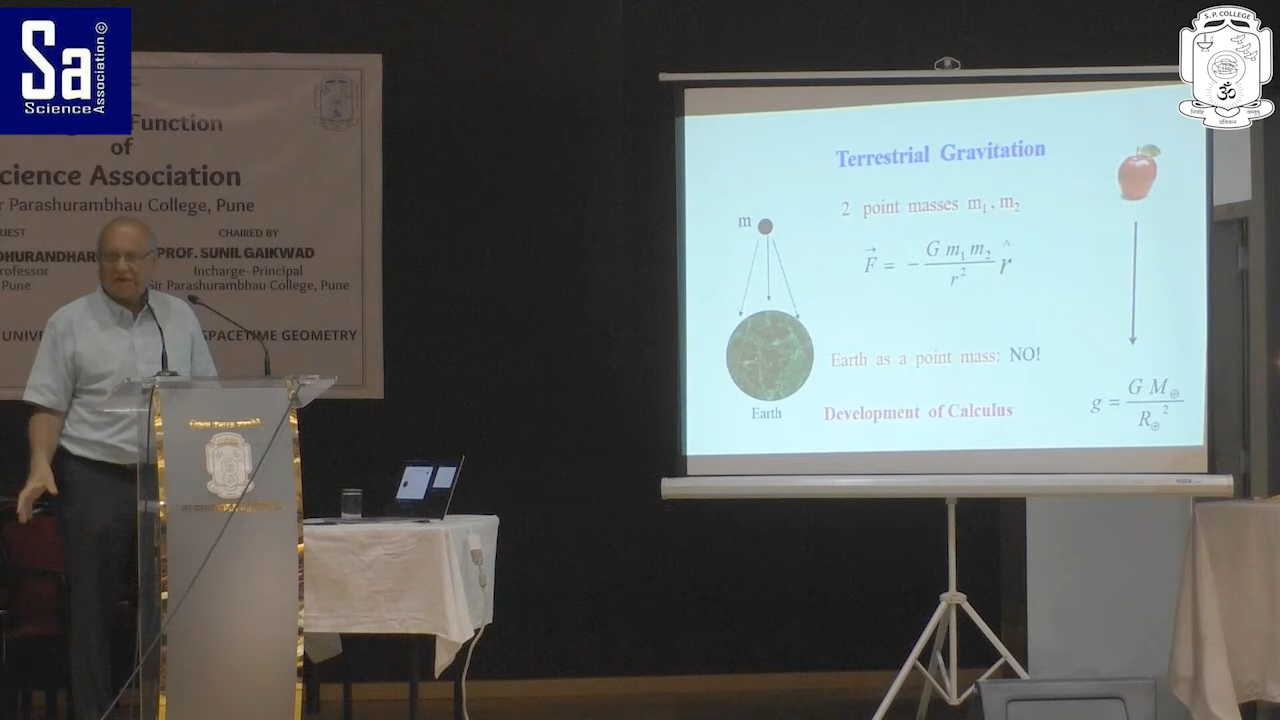 Sa
Science
Association©
Function
of
cience Association
r Parashurambhau College, Pune
UEST
CHAIRED BY
DHURANDHAR
PROF. SUNIL GAIKWAD
rofessor
Incharge- Principal
Pune
Sir Parashurambhau College, Pune
UNIVE
SPACETIME GEOMETRY
Terrestrial Gravitation
2 point masses m₁, m₂
m
F⃗ = − G m₁ m₂ / r² r̂
Earth as a point mass: NO!
Earth
Development of Calculus
g = G M⊕ / R⊕²
S. P. COLLEGE
ॐ